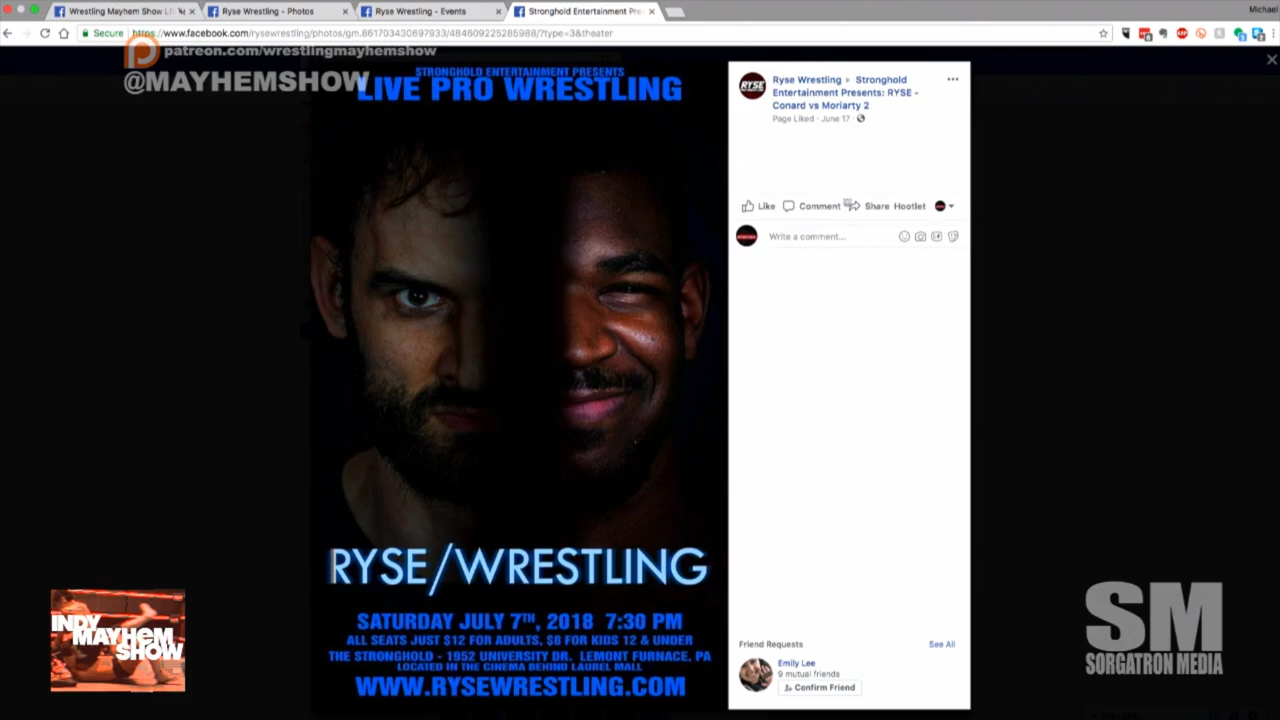 Wrestling Mayhem Show Li
Ryse Wrestling - Photos
Ryse Wrestling - Events
Stronghold Entertainment Pre
Michael
Secure
https://www.facebook.com/rysewrestling/photos/gm.861703430697933/484609225285988/?type=3&theater
patreon.com/wrestlingmayhemshow
@MAYHEMSHOW
STRONGHOLD ENTERTAINMENT PRESENTS
LIVE PRO WRESTLING
RYSE/WRESTLING
SATURDAY JULY 7TH, 2018 7:30 PM
ALL SEATS JUST $12 FOR ADULTS, $8 FOR KIDS 12 & UNDER
THE STRONGHOLD - 1952 UNIVERSITY DR. LEMONT FURNACE, PA
LOCATED IN THE CINEMA BEHIND LAUREL MALL
WWW.RYSEWRESTLING.COM
RYSE
Ryse Wrestling ▸ Stronghold
Entertainment Presents: RYSE -
Conard vs Moriarty 2
Page Liked · June 17 ·
Like Comment Share Hootlet
Write a comment...
Friend Requests
See All
Emily Lee
9 mutual friends
Confirm Friend
INDY
MAYHEM
SHOW
SM
SORGATRON MEDIA